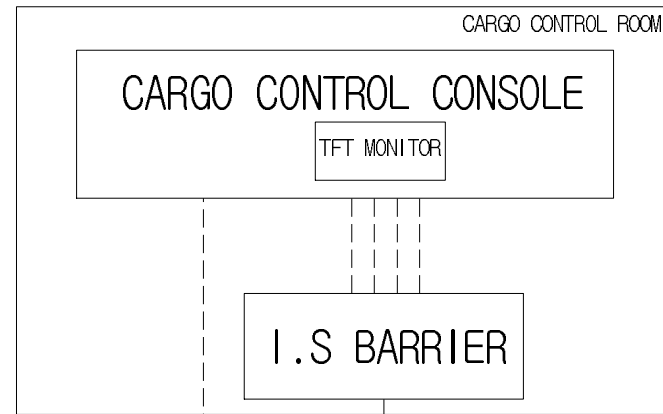 CARGO CONTROL ROOM
CARGO CONTROL CONSOLE
TFT MONITOR
I.S BARRIER